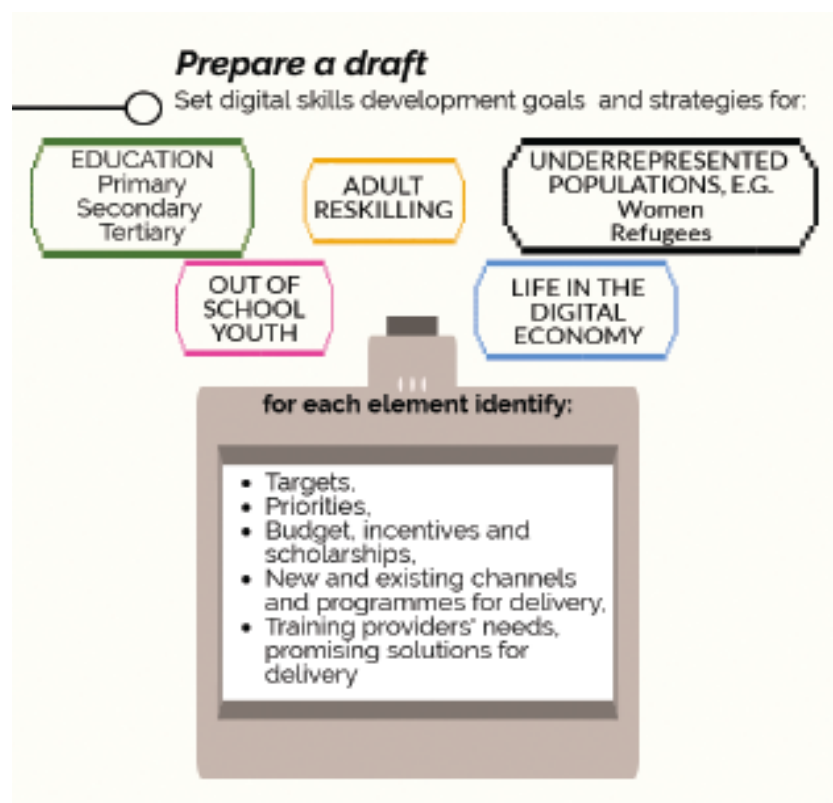 Prepare a draft
Set digital skills development goals and strategies for:
EDUCATION
Primary
Secondary
Tertiary
ADULT
RESKILLING
UNDERREPRESENTED
POPULATIONS, E.G.
Women
Refugees
OUT OF
SCHOOL
YOUTH
LIFE IN THE
DIGITAL
ECONOMY
for each element identify:
• Targets,
• Priorities,
• Budget, incentives and
scholarships,
• New and existing channels
and programmes for delivery,
• Training providers' needs,
promising solutions for
delivery